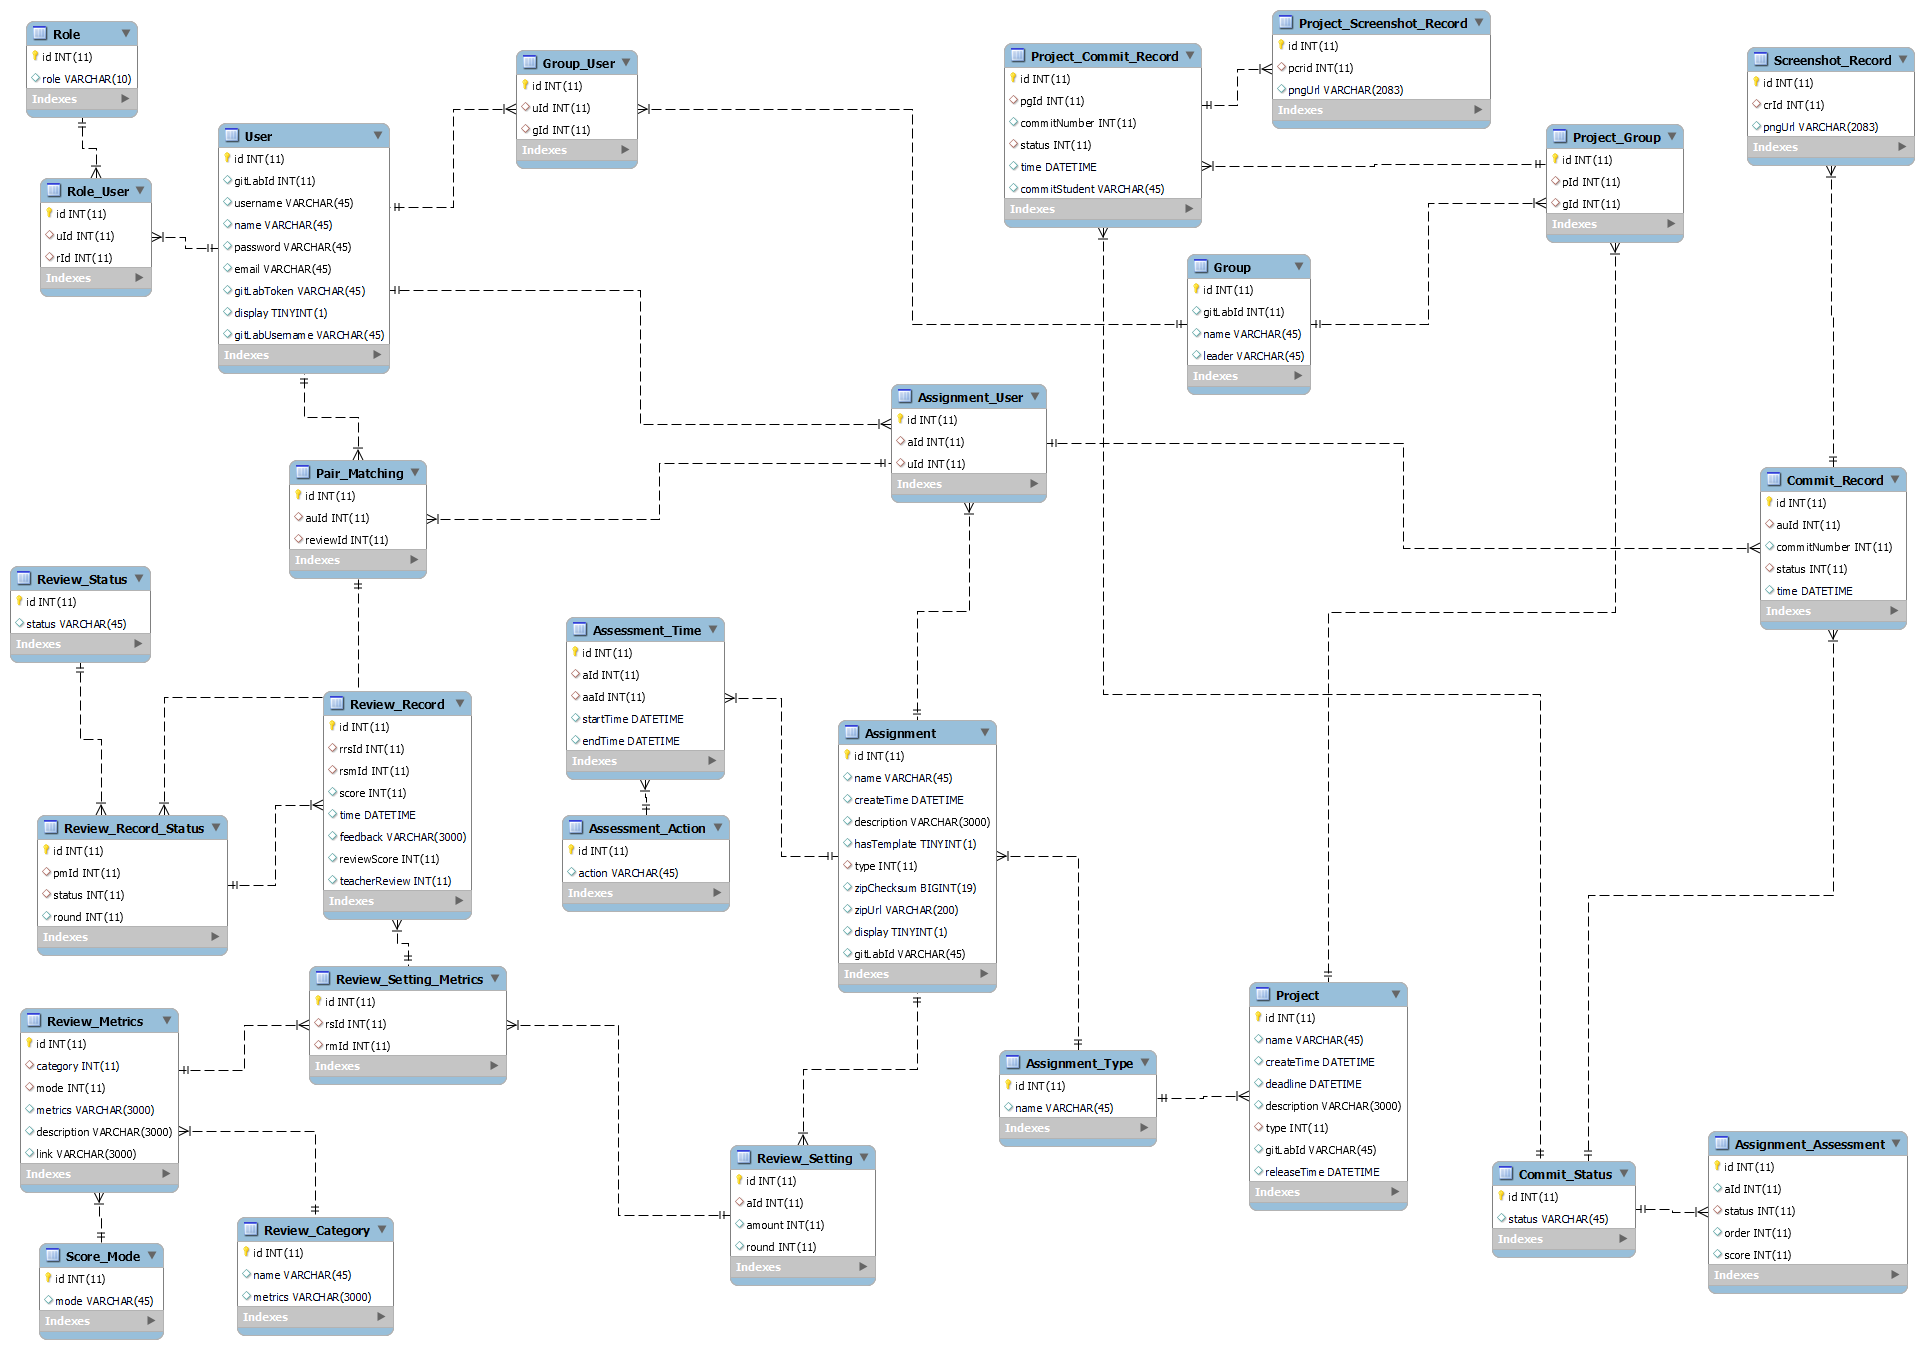 Role
id INT(11)
role VARCHAR(10)
Indexes
Role_User
id INT(11)
uId INT(11)
rId INT(11)
Indexes
User
id INT(11)
gitLabId INT(11)
username VARCHAR(45)
name VARCHAR(45)
password VARCHAR(45)
email VARCHAR(45)
gitLabToken VARCHAR(45)
display TINYINT(1)
gitLabUsername VARCHAR(45)
Indexes
Group_User
id INT(11)
uId INT(11)
gId INT(11)
Indexes
Project_Commit_Record
id INT(11)
pgId INT(11)
commitNumber INT(11)
status INT(11)
time DATETIME
commitStudent VARCHAR(45)
Indexes
Project_Screenshot_Record
id INT(11)
pcrid INT(11)
pngUrl VARCHAR(2083)
Indexes
Project_Group
id INT(11)
pId INT(11)
gId INT(11)
Indexes
Screenshot_Record
id INT(11)
crId INT(11)
pngUrl VARCHAR(2083)
Indexes
Group
id INT(11)
gitLabId INT(11)
name VARCHAR(45)
leader VARCHAR(45)
Indexes
Assignment_User
id INT(11)
aId INT(11)
uId INT(11)
Indexes
Pair_Matching
id INT(11)
auId INT(11)
reviewId INT(11)
Indexes
Commit_Record
id INT(11)
auId INT(11)
commitNumber INT(11)
status INT(11)
time DATETIME
Indexes
Review_Status
id INT(11)
status VARCHAR(45)
Indexes
Assessment_Time
id INT(11)
aId INT(11)
aaId INT(11)
startTime DATETIME
endTime DATETIME
Indexes
Review_Record
id INT(11)
rrsId INT(11)
rsmId INT(11)
score INT(11)
time DATETIME
feedback VARCHAR(3000)
reviewScore INT(11)
teacherReview INT(11)
Indexes
Assignment
id INT(11)
name VARCHAR(45)
createTime DATETIME
description VARCHAR(3000)
hasTemplate TINYINT(1)
type INT(11)
zipChecksum BIGINT(19)
zipUrl VARCHAR(200)
display TINYINT(1)
gitLabId VARCHAR(45)
Indexes
Review_Record_Status
id INT(11)
pmId INT(11)
status INT(11)
round INT(11)
Indexes
Assessment_Action
id INT(11)
action VARCHAR(45)
Indexes
Review_Setting_Metrics
id INT(11)
rsId INT(11)
rmId INT(11)
Indexes
Review_Metrics
id INT(11)
category INT(11)
mode INT(11)
metrics VARCHAR(3000)
description VARCHAR(3000)
link VARCHAR(3000)
Indexes
Project
id INT(11)
name VARCHAR(45)
createTime DATETIME
deadline DATETIME
description VARCHAR(3000)
type INT(11)
gitLabId VARCHAR(45)
releaseTime DATETIME
Indexes
Assignment_Type
id INT(11)
name VARCHAR(45)
Indexes
Review_Setting
id INT(11)
aId INT(11)
amount INT(11)
round INT(11)
Indexes
Commit_Status
id INT(11)
status VARCHAR(45)
Indexes
Assignment_Assessment
id INT(11)
aId INT(11)
status INT(11)
order INT(11)
score INT(11)
Indexes
Review_Category
id INT(11)
name VARCHAR(45)
metrics VARCHAR(3000)
Indexes
Score_Mode
id INT(11)
mode VARCHAR(45)
Indexes